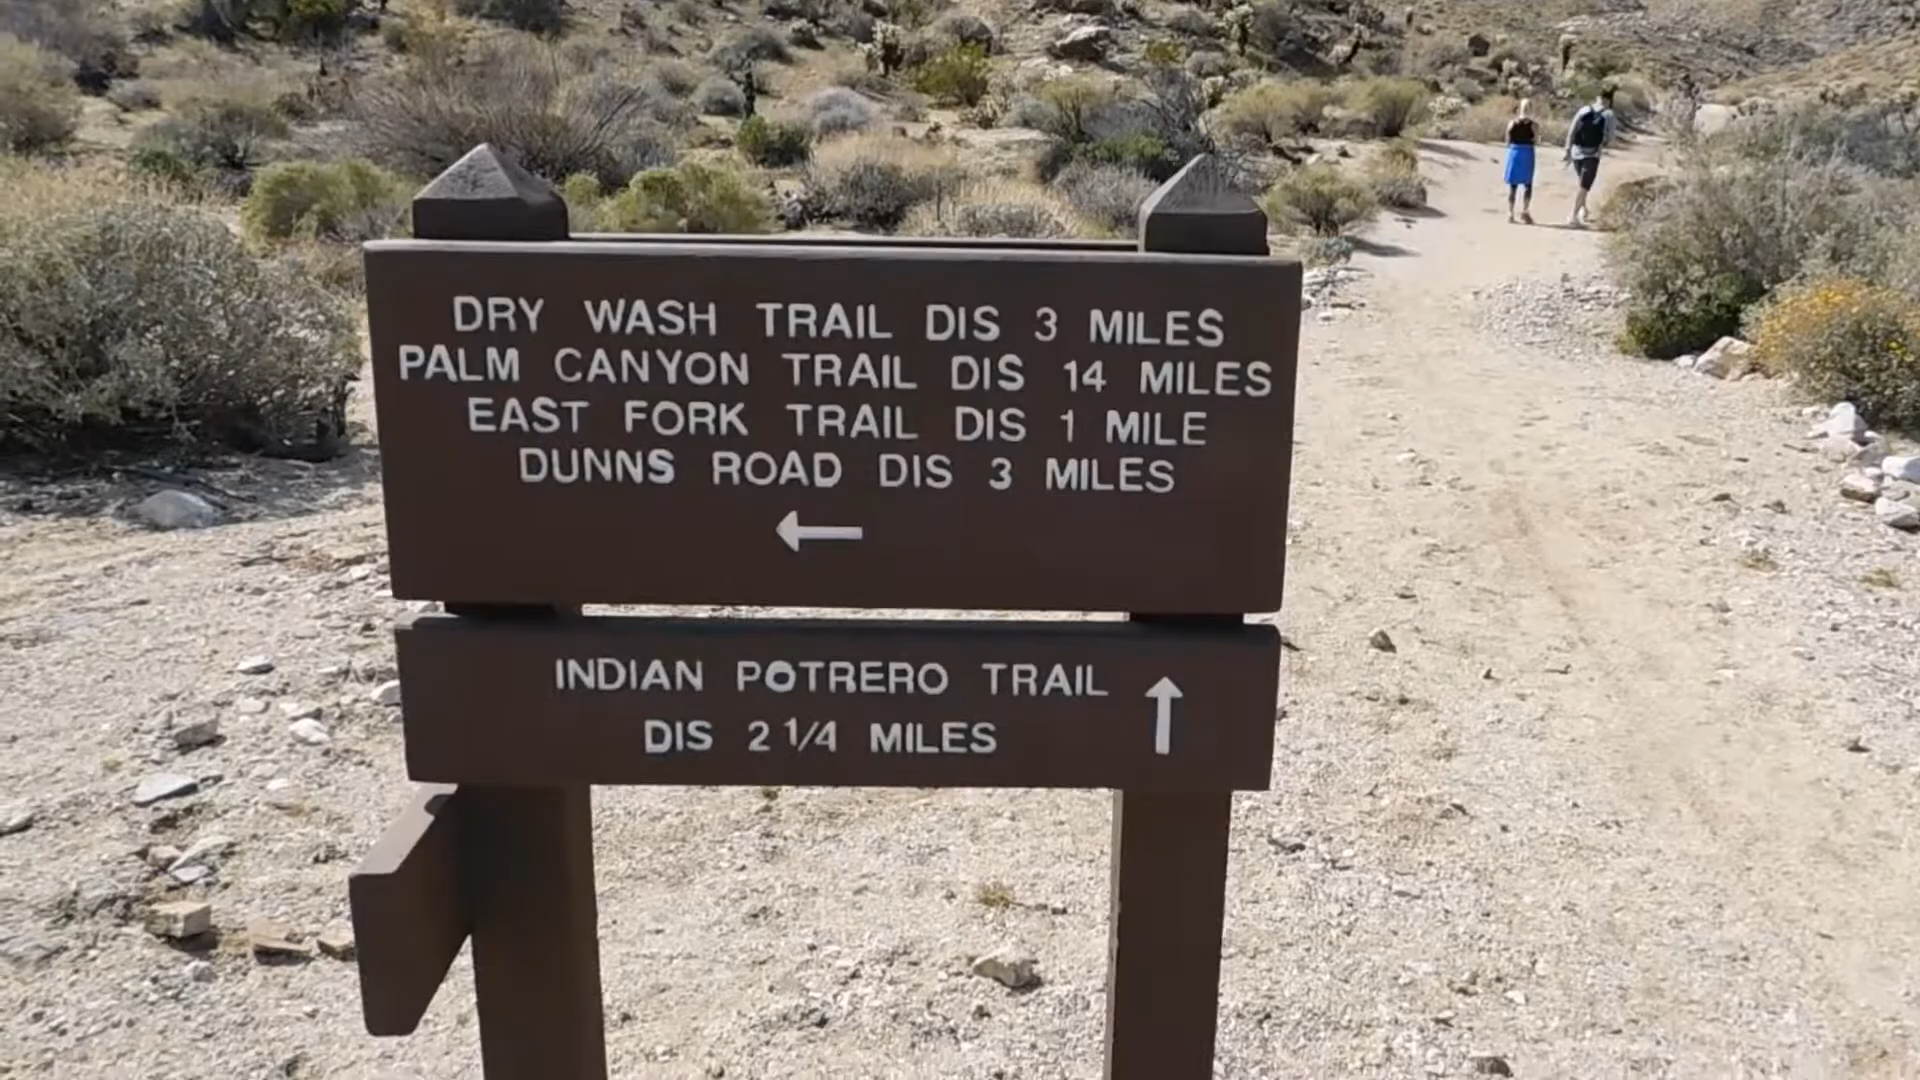 DRY WASH TRAIL DIS 3 MILES
PALM CANYON TRAIL DIS 14 MILES
EAST FORK TRAIL DIS 1 MILE
DUNNS ROAD DIS 3 MILES
INDIAN POTRERO TRAIL
DIS 2 1/4 MILES